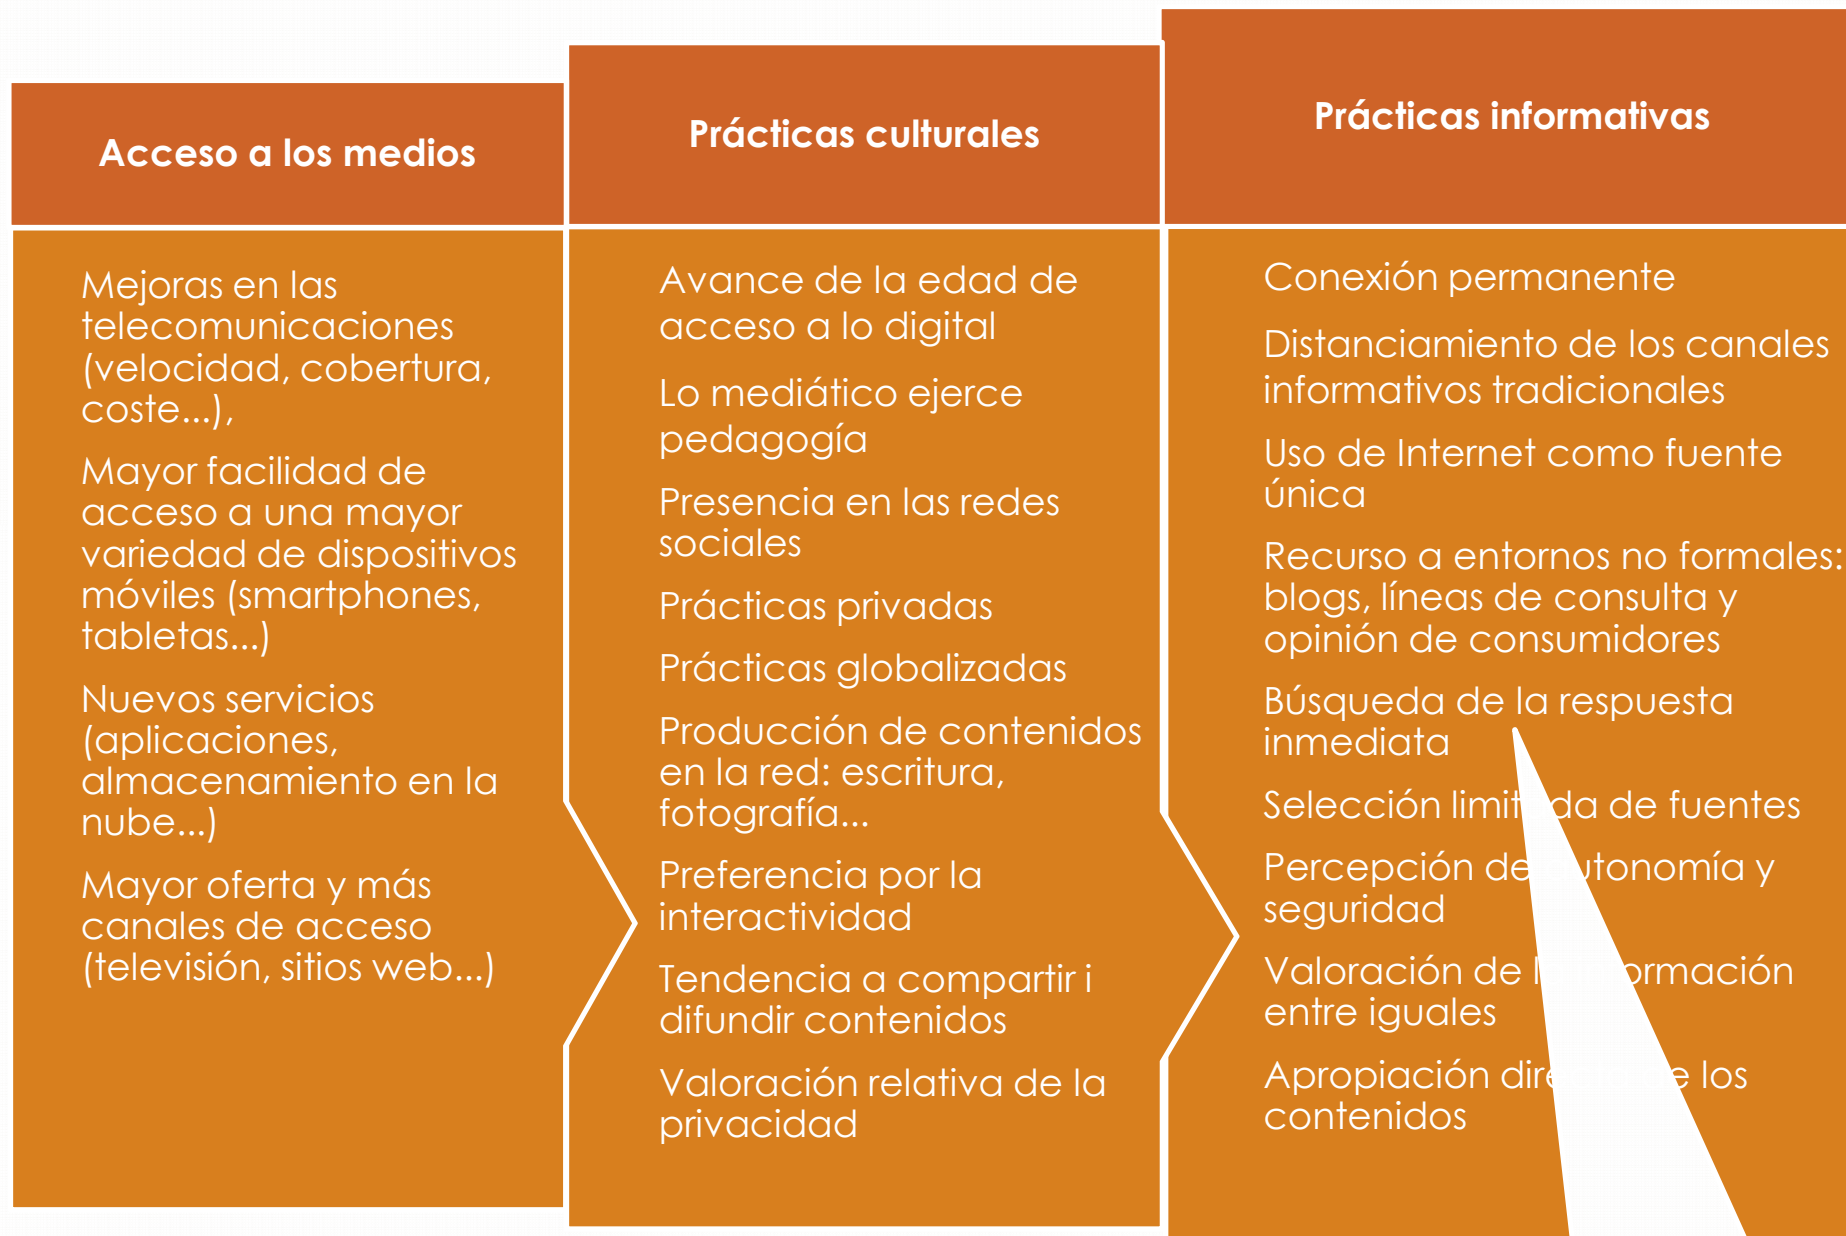 Acceso a los medios
Mejoras en las
telecomunicaciones
(velocidad, cobertura,
coste...),
Mayor facilidad de
acceso a una mayor
variedad de dispositivos
móviles (smartphones,
tabletas...)
Nuevos servicios
(aplicaciones,
almacenamiento en la
nube...)
Mayor oferta y más
canales de acceso
(televisión, sitios web...)
Prácticas culturales
Avance de la edad de
acceso a lo digital
Lo mediático ejerce
pedagogía
Presencia en las redes
sociales
Prácticas privadas
Prácticas globalizadas
Producción de contenidos
en la red: escritura,
fotografía...
Preferencia por la
interactividad
Tendencia a compartir i
difundir contenidos
Valoración relativa de la
privacidad
Prácticas informativas
Conexión permanente
Distanciamiento de los canales
informativos tradicionales
Uso de Internet como fuente
única
Recurso a entornos no formales:
blogs, líneas de consulta y
opinión de consumidores
Búsqueda de la respuesta
inmediata
Selección limitada de fuentes
Percepción de autonomía y
seguridad
Valoración de la información
entre iguales
Apropiación directa de los
contenidos